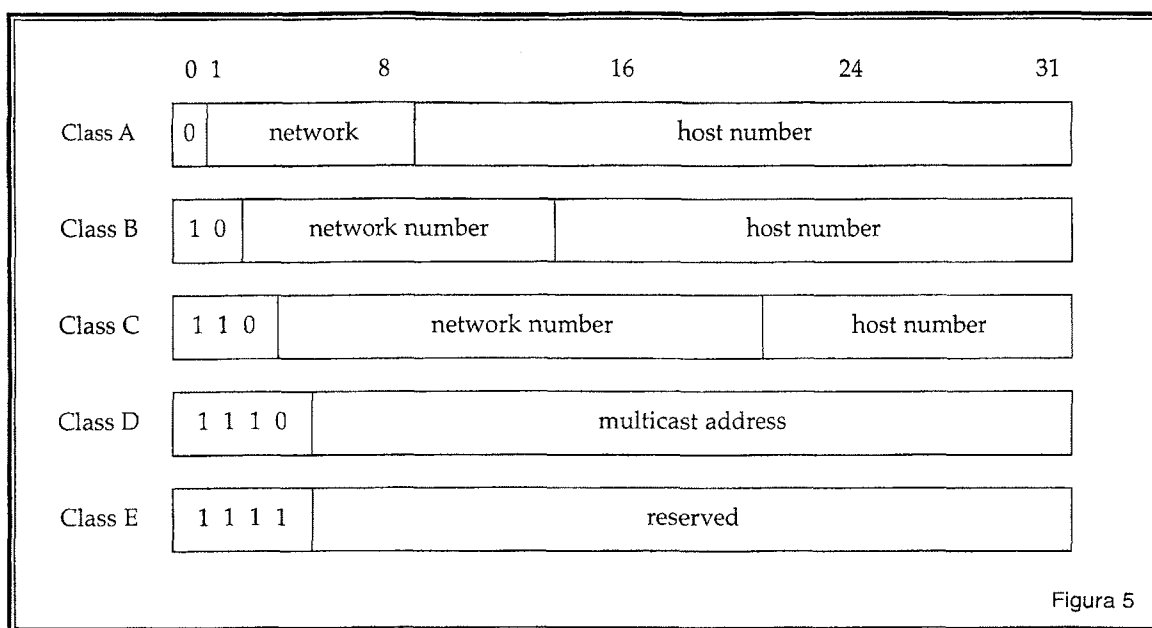 0 1 8 16 24 31
Class A 0 network host number
Class B 1 0 network number host number
Class C 1 1 0 network number host number
Class D 1 1 1 0 multicast address
Class E 1 1 1 1 reserved
Figura 5